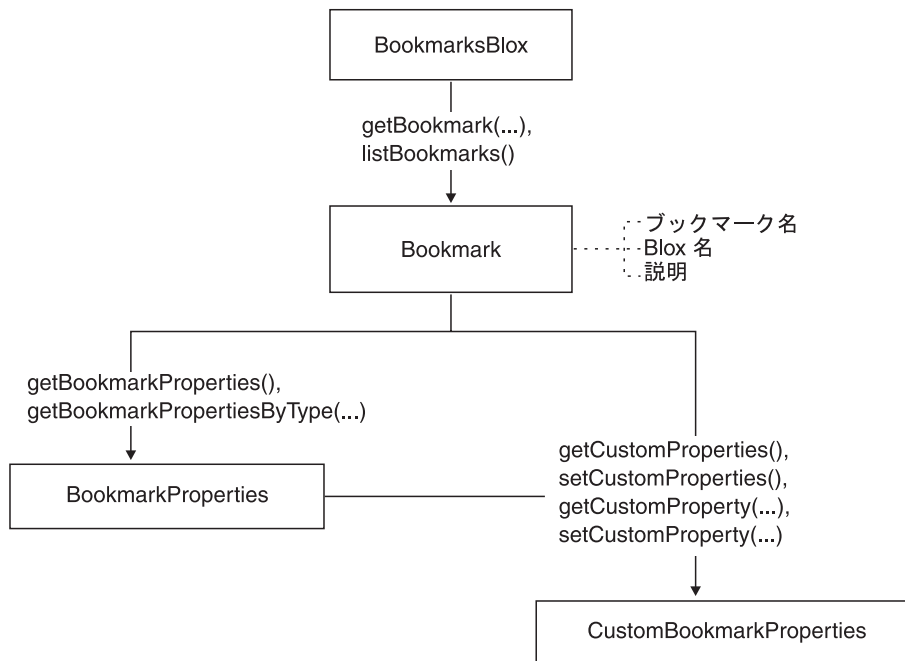 BookmarksBlox
getBookmark(...),
listBookmarks()
Bookmark
ブックマーク名
Blox 名
説明
getBookmarkProperties(),
getBookmarkPropertiesByType(...)
BookmarkProperties
getCustomProperties(),
setCustomProperties(),
getCustomProperty(...),
setCustomProperty(...)
CustomBookmarkProperties